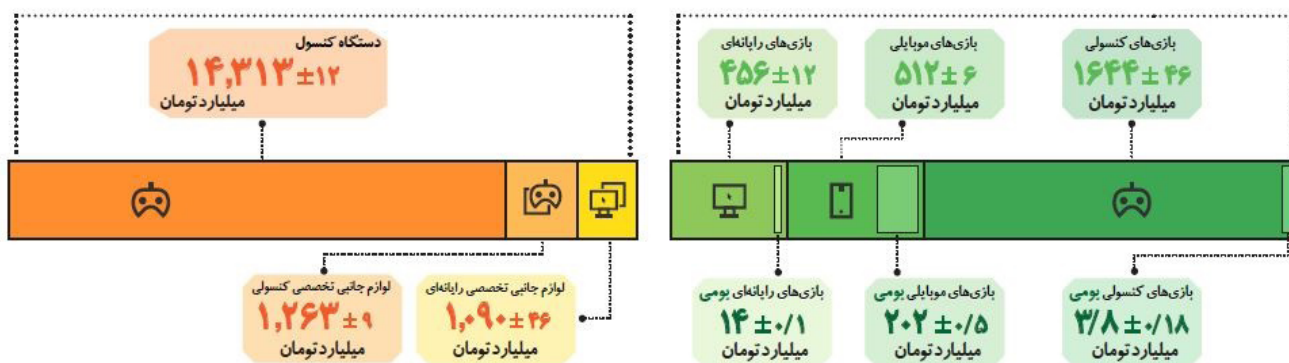 بازی‌های کنسولی
۱۶۴۴ ± ۴۶
میلیارد تومان
بازی‌های موبایلی
۵۱۲ ± ۶
میلیارد تومان
بازی‌های رایانه‌ای
۴۵۶ ± ۱۲
میلیارد تومان
دستگاه کنسول
۱۴,۳۱۳ ± ۱۲
میلیارد تومان
بازی‌های کنسولی بومی
۳/۸ ± ۰/۱۸
میلیارد تومان
بازی‌های موبایلی بومی
۲۰۲ ± ۰/۵
میلیارد تومان
بازی‌های رایانه‌ای بومی
۱۴ ± ۰/۱
میلیارد تومان
لوازم جانبی تخصصی رایانه‌ای
۱,۰۹۰ ± ۴۶
میلیارد تومان
لوازم جانبی تخصصی کنسولی
۱,۲۶۳ ± ۹
میلیارد تومان